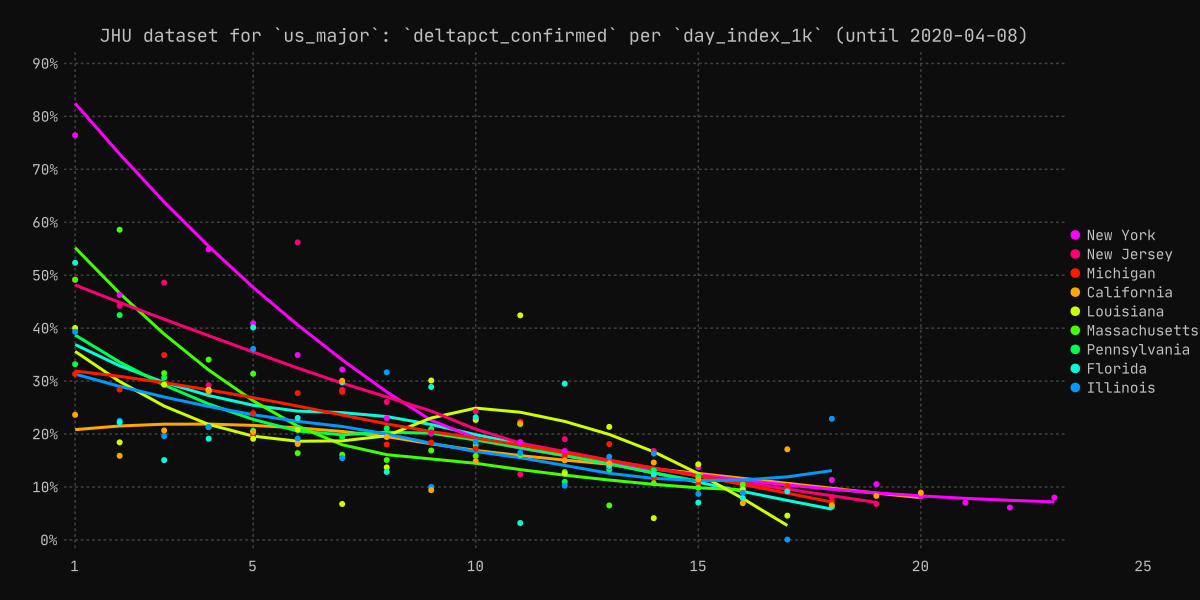 JHU dataset for `us_major`: `deltapct_confirmed` per `day_index_1k` (until 2020-04-08)
90%
80%
70%
60%
50%
40%
30%
20%
10%
0%
1 5 10 15 20 25
New York
New Jersey
Michigan
California
Louisiana
Massachusetts
Pennsylvania
Florida
Illinois